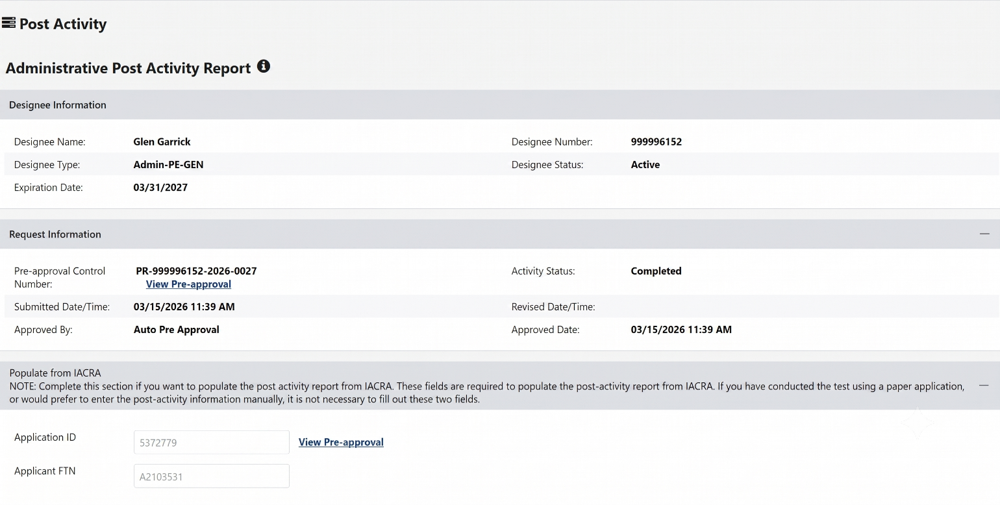 Post Activity
Administrative Post Activity Report
Designee Information
Designee Name: Glen Garrick Designee Number: 999996152
Designee Type: Admin-PE-GEN Designee Status: Active
Expiration Date: 03/31/2027
Request Information
Pre-approval Control Number: PR-999996152-2026-0027 Activity Status: Completed
View Pre-approval
Submitted Date/Time: 03/15/2026 11:39 AM Revised Date/Time:
Approved By: Auto Pre Approval Approved Date: 03/15/2026 11:39 AM
Populate from IACRA
NOTE: Complete this section if you want to populate the post activity report from IACRA. These fields are required to populate the post-activity report from IACRA. If you have conducted the test using a paper application,
or would prefer to enter the post-activity information manually, it is not necessary to fill out these two fields.
Application ID 5372779 View Pre-approval
Applicant FTN A2103531